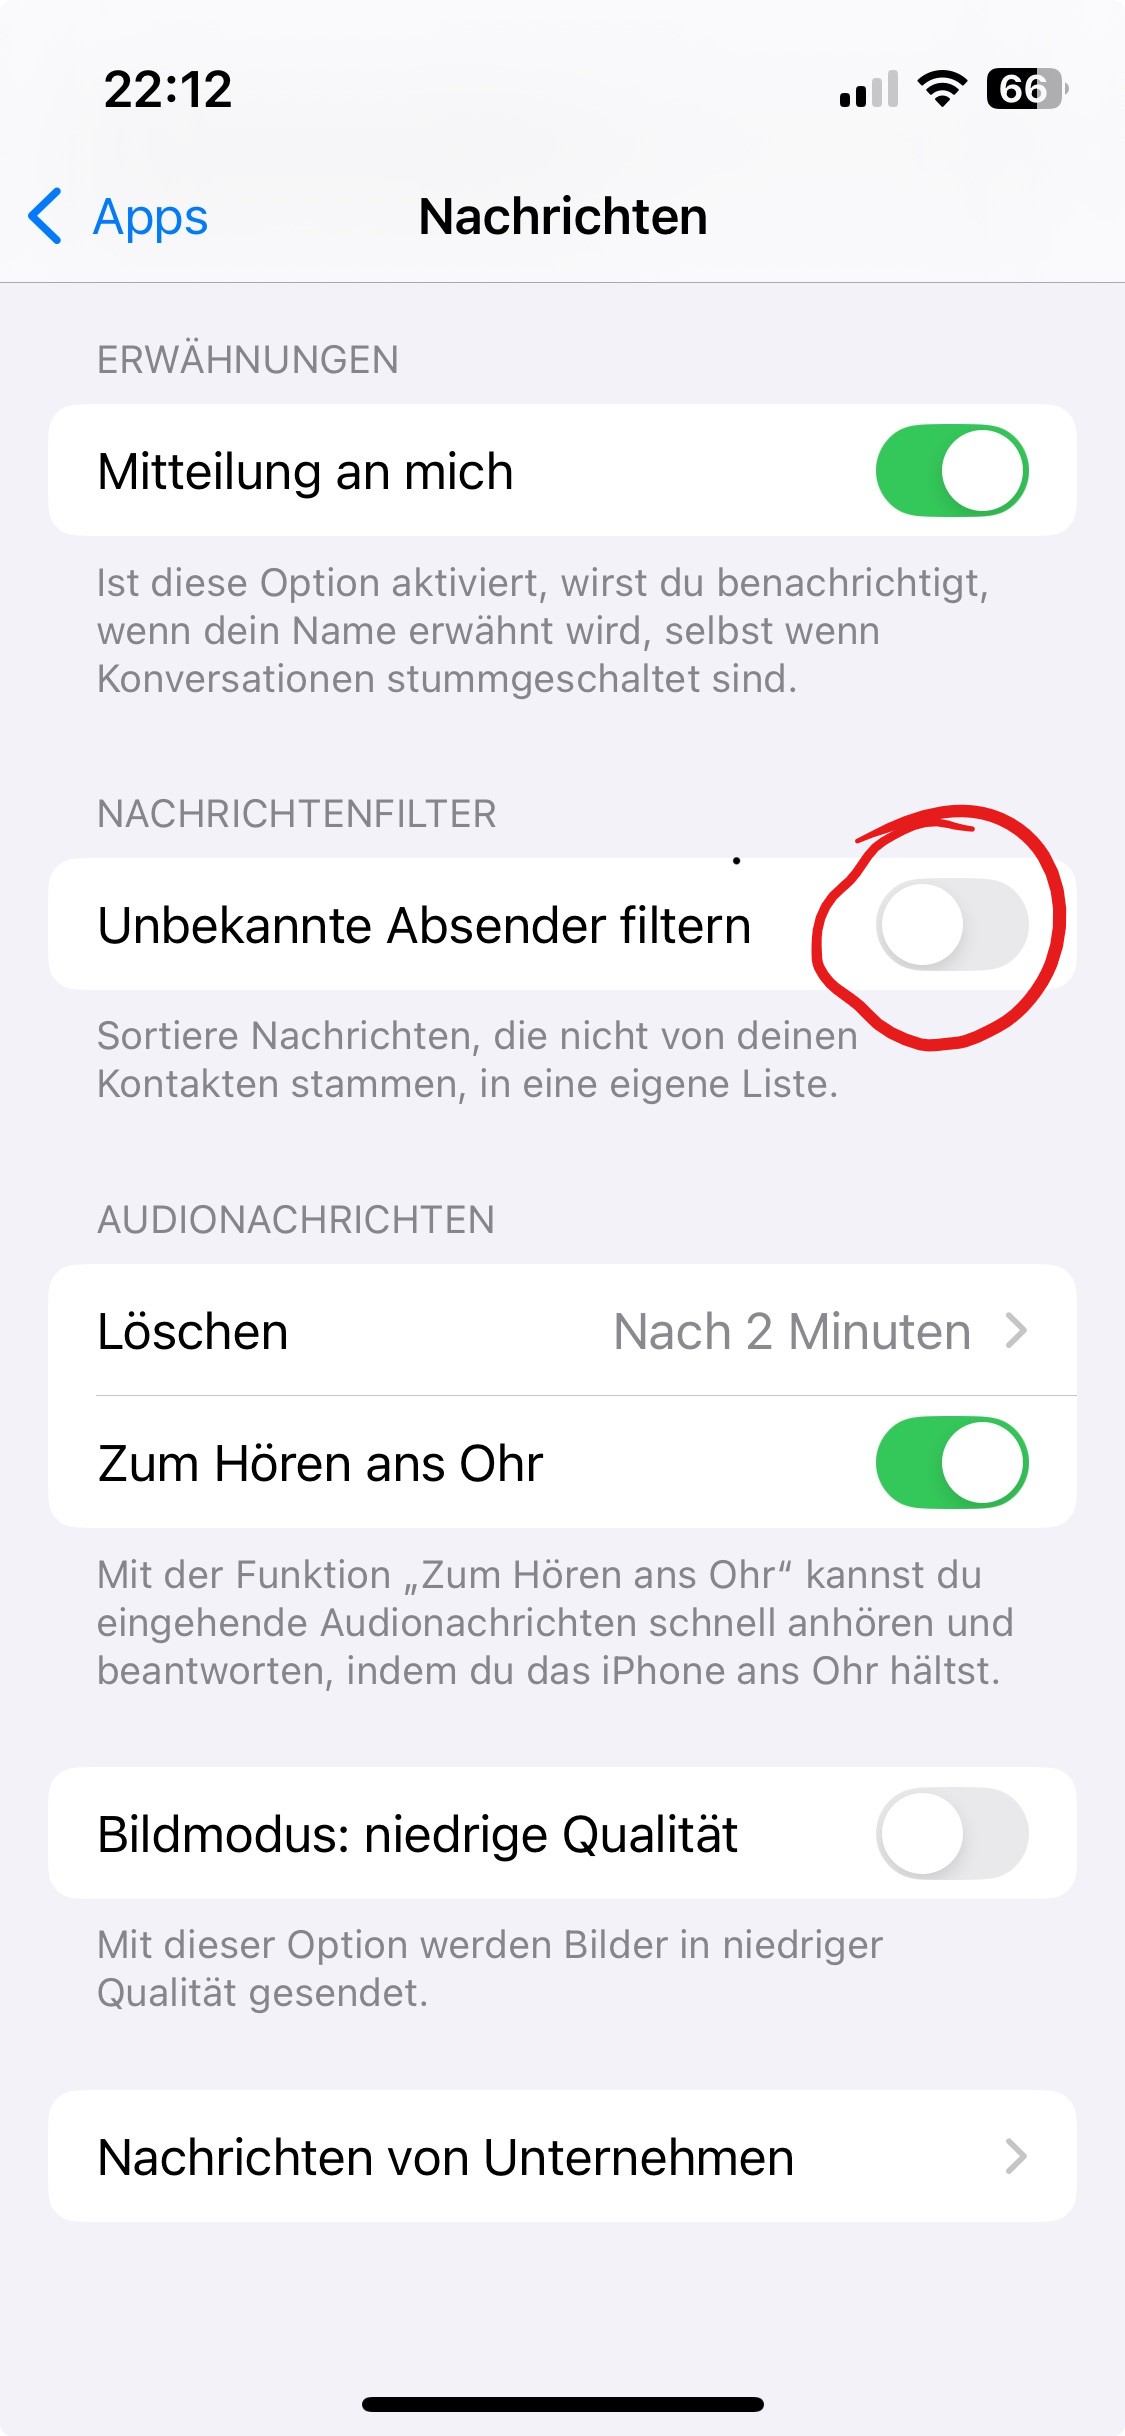 22:12
66
Apps
Nachrichten
ERWÄHNUNGEN
Mitteilung an mich
Ist diese Option aktiviert, wirst du benachrichtigt,
wenn dein Name erwähnt wird, selbst wenn
Konversationen stummgeschaltet sind.
NACHRICHTENFILTER
Unbekannte Absender filtern
Sortiere Nachrichten, die nicht von deinen
Kontakten stammen, in eine eigene Liste.
AUDIONACHRICHTEN
Löschen Nach 2 Minuten
Zum Hören ans Ohr
Mit der Funktion „Zum Hören ans Ohr“ kannst du
eingehende Audionachrichten schnell anhören und
beantworten, indem du das iPhone ans Ohr hältst.
Bildmodus: niedrige Qualität
Mit dieser Option werden Bilder in niedriger
Qualität gesendet.
Nachrichten von Unternehmen